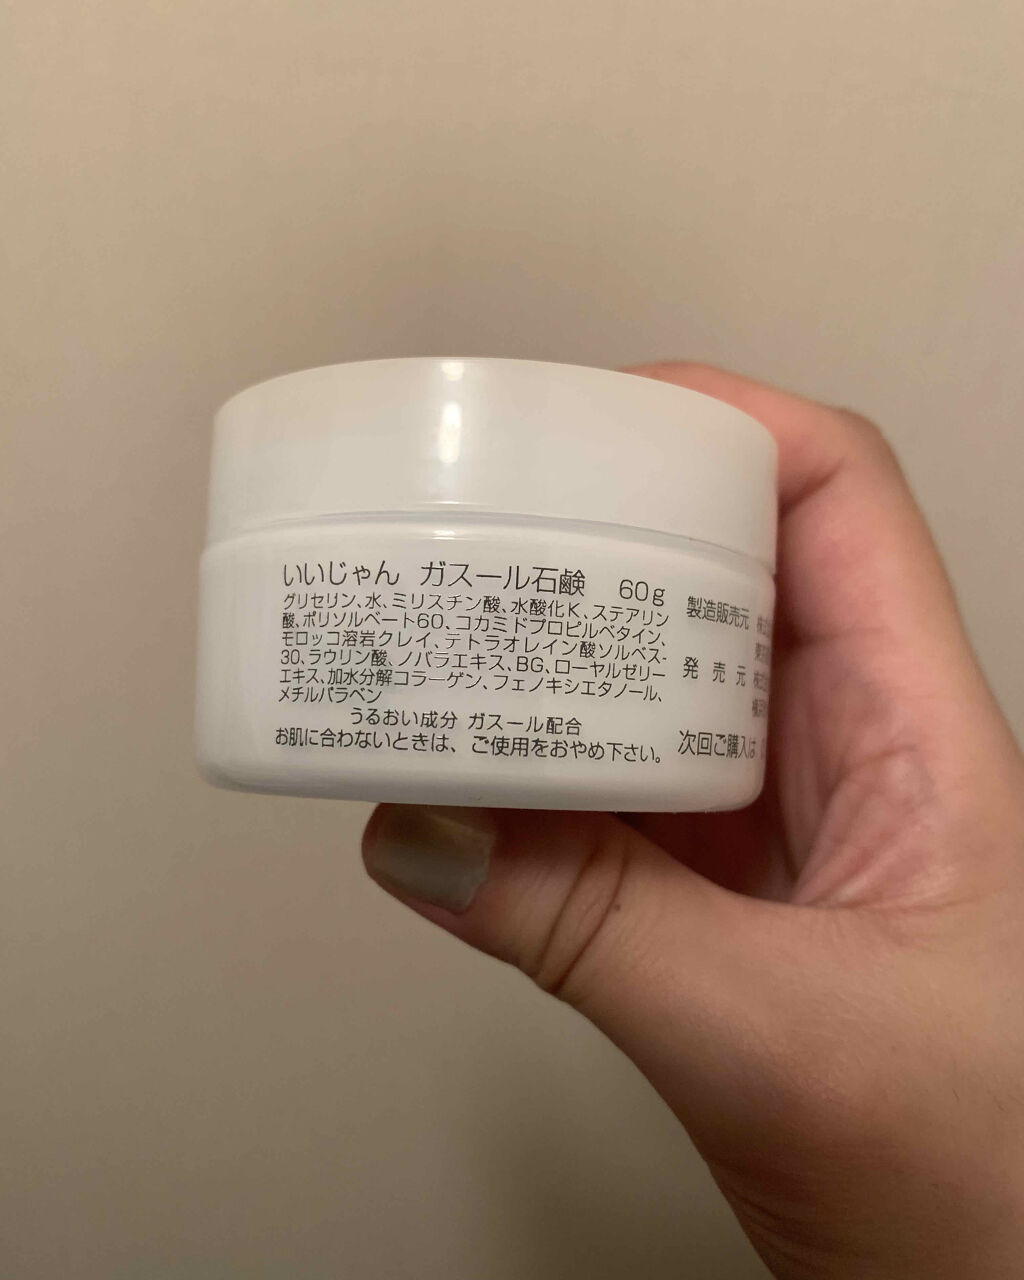 いいじゃん ガスール石鹸 60g
グリセリン、水、ミリスチン酸、水酸化K、ステアリン
酸、ポリソルベート60、コカミドプロピルベタイン、
モロッコ溶岩クレイ、テトラオレイン酸ソルベス-
30、ラウリン酸、ノバラエキス、BG、ローヤルゼリー
エキス、加水分解コラーゲン、フェノキシエタノール、
メチルパラベン
うるおい成分 ガスール配合
お肌に合わないときは、ご使用をおやめ下さい。
製造販売元 株式
発売元 株式
次回ご購入は